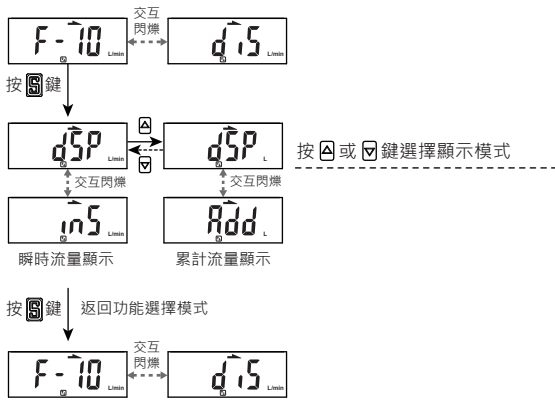 交互
閃爍
F-10 L/min
diS L/min
按 S 鍵
dSP L/min
dSP L
按 △ 或 ▽ 鍵選擇顯示模式
交互閃爍
交互閃爍
inS L/min
Add L
瞬時流量顯示
累計流量顯示
按 S 鍵
返回功能選擇模式
交互
閃爍
F-10 L/min
diS L/min